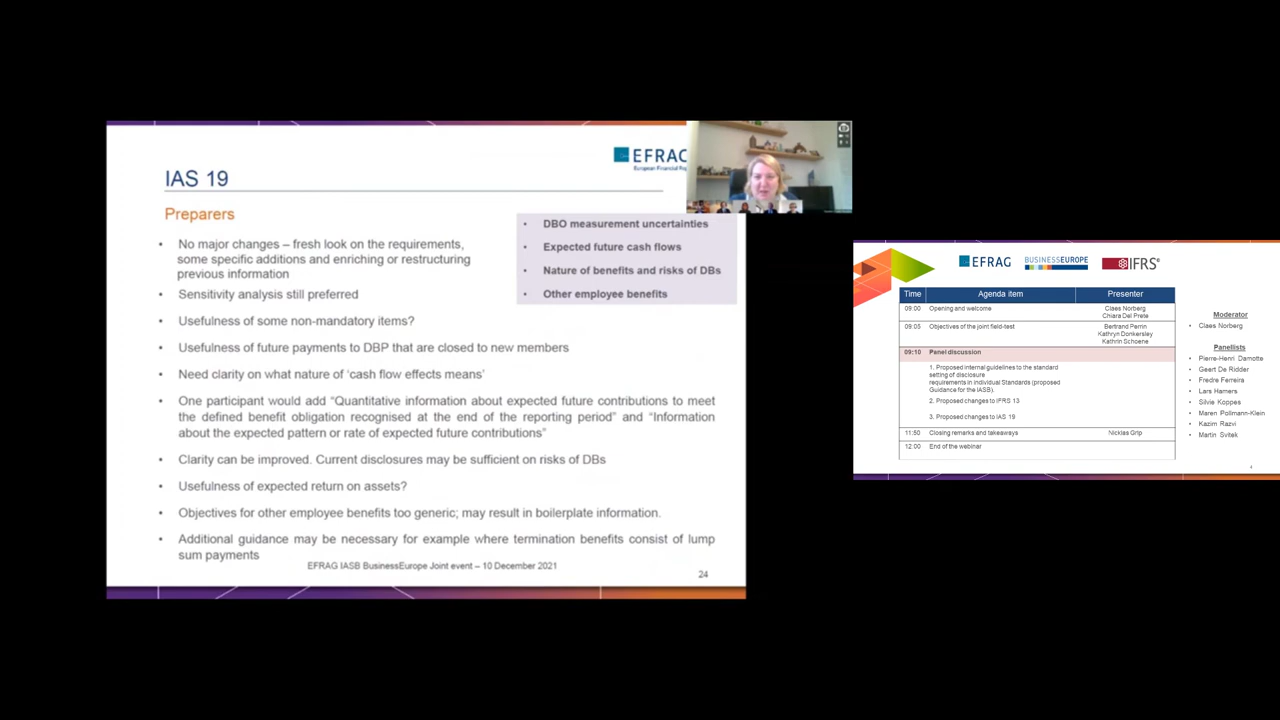 EFRAG
European Financial Rep
IAS 19
Preparers
• No major changes – fresh look on the requirements,
some specific additions and enriching or restructuring
previous information
• Sensitivity analysis still preferred
• Usefulness of some non-mandatory items?
• Usefulness of future payments to DBP that are closed to new members
• Need clarity on what nature of 'cash flow effects means'
• One participant would add "Quantitative information about expected future contributions to meet
the defined benefit obligation recognised at the end of the reporting period" and "Information
about the expected pattern or rate of expected future contributions"
• Clarity can be improved. Current disclosures may be sufficient on risks of DBs
• Usefulness of expected return on assets?
• Objectives for other employee benefits too generic; may result in boilerplate information.
• Additional guidance may be necessary for example where termination benefits consist of lump
sum payments
• DBO measurement uncertainties
• Expected future cash flows
• Nature of benefits and risks of DBs
• Other employee benefits
EFRAG IASB BusinessEurope Joint event – 10 December 2021
24
EFRAG
BUSINESSEUROPE
IFRS®
Time Agenda item Presenter
09:00 Opening and welcome Claes Norberg
Chiara Del Prete
09:05 Objectives of the joint field-test Bertrand Perrin
Kathryn Donkersley
Kathrin Schoene
09:10 Panel discussion
1. Proposed internal guidelines to the standard
setting of disclosure
requirements in individual Standards (proposed
Guidance for the IASB).
2. Proposed changes to IFRS 13
3. Proposed changes to IAS 19
11:50 Closing remarks and takeaways Nicklas Grip
12:00 End of the webinar
Moderator
• Claes Norberg
Panellists
• Pierre-Henri Damotte
• Geert De Ridder
• Fredre Ferreira
• Lars Harners
• Silvie Koppes
• Maren Pollmann-Klein
• Kazim Razvi
• Martin Svitek